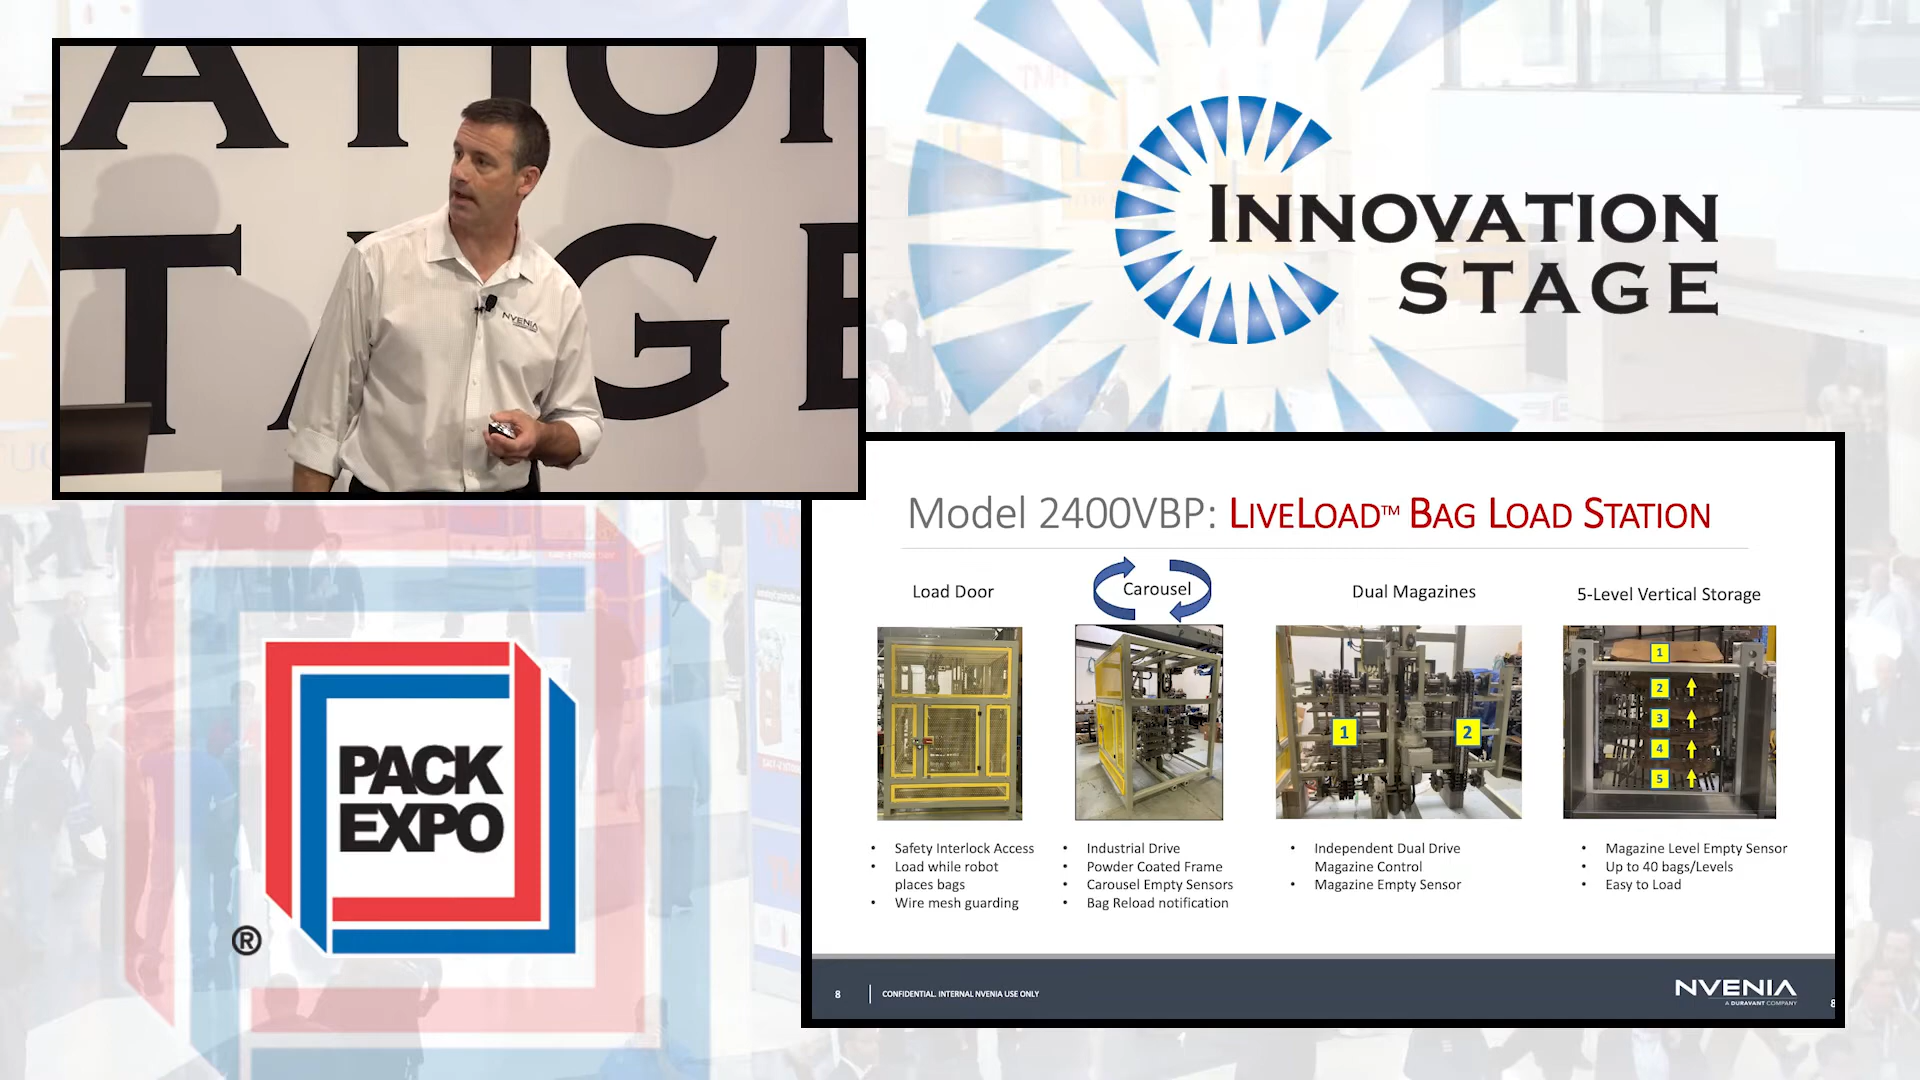 ATION
STAGE
NVENIA
INNOVATION
STAGE
PACK
EXPO
®
Model 2400VBP: LIVELOAD™ BAG LOAD STATION
Load Door
Carousel
Dual Magazines
5-Level Vertical Storage
1
2
1
2
3
4
5
• Safety Interlock Access
• Load while robot
places bags
• Wire mesh guarding
• Industrial Drive
• Powder Coated Frame
• Carousel Empty Sensors
• Bag Reload notification
• Independent Dual Drive
Magazine Control
• Magazine Empty Sensor
• Magazine Level Empty Sensor
• Up to 40 bags/Levels
• Easy to Load
8
CONFIDENTIAL. INTERNAL NVENIA USE ONLY
NVENIA
A DURAVANT COMPANY
8